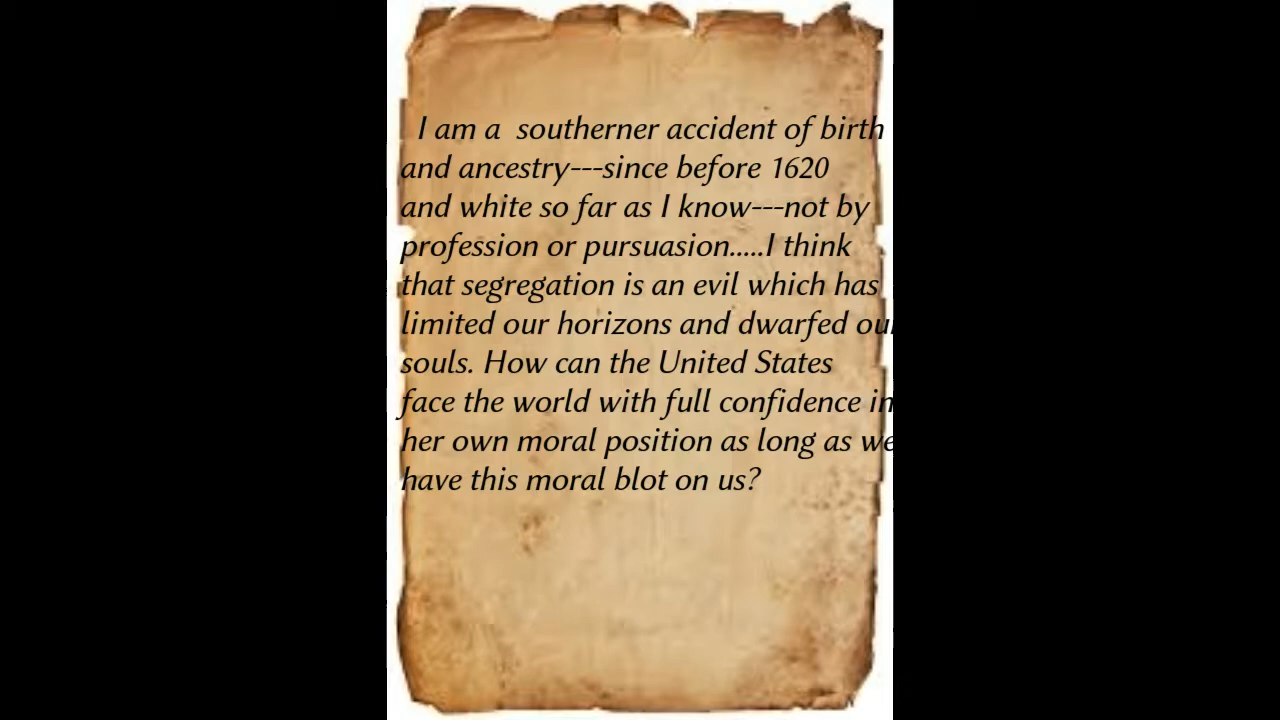 I am a  southerner accident of birth
and ancestry---since before 1620
and white so far as I know---not by
profession or pursuasion.....I think
that segregation is an evil which has
limited our horizons and dwarfed our
souls. How can the United States
face the world with full confidence in
her own moral position as long as we
have this moral blot on us?